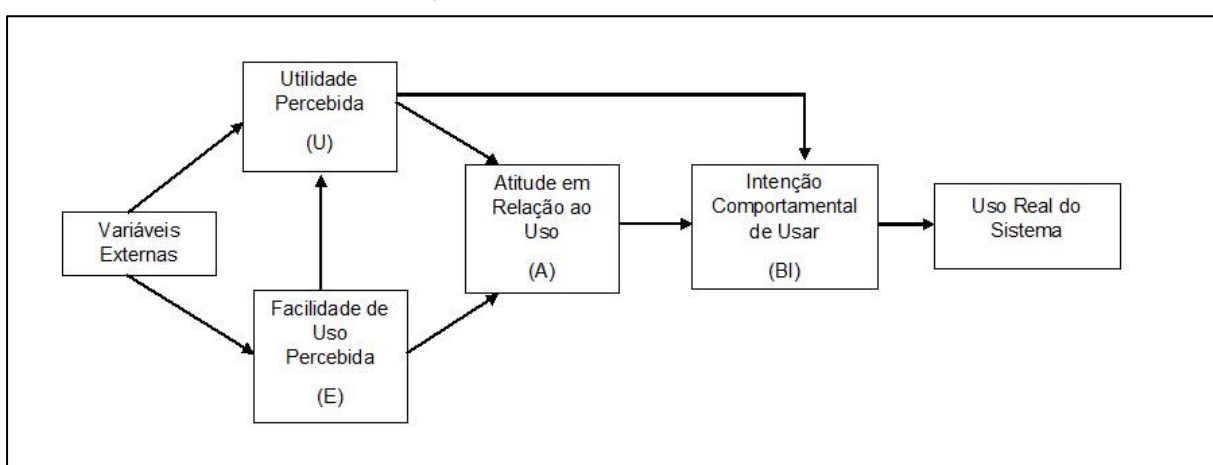 Utilidade
Percebida
(U)
Variáveis
Externas
Facilidade de
Uso
Percebida
(E)
Atitude em
Relação ao
Uso
(A)
Intenção
Comportamental
de Usar
(BI)
Uso Real do
Sistema